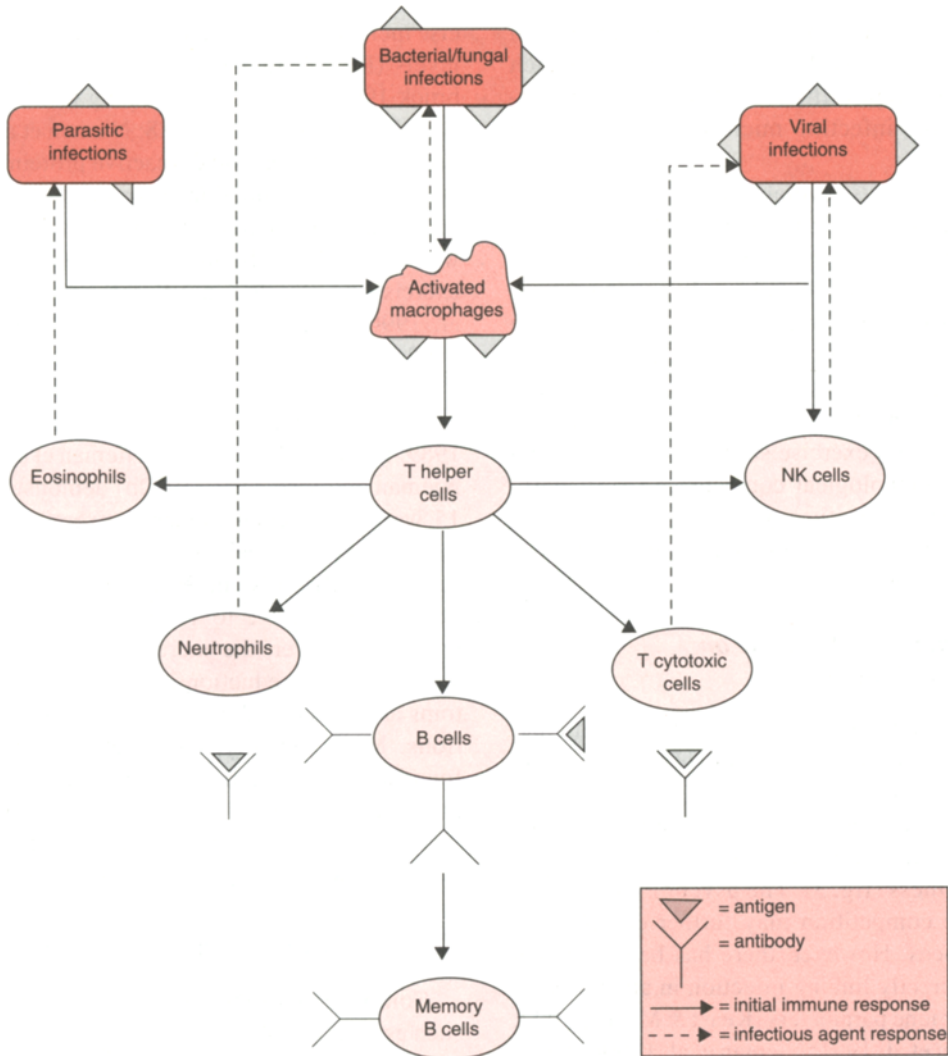 Bacterial/fungal
infections
Parasitic
infections
Viral
infections
Activated
macrophages
Eosinophils
T helper
cells
NK cells
Neutrophils
T cytotoxic
cells
B cells
Memory
B cells
= antigen
= antibody
= initial immune response
= infectious agent response